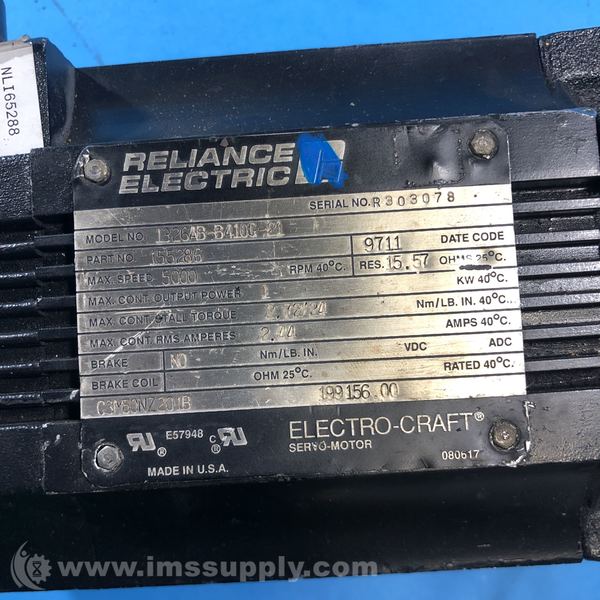 NLI65288
RELIANCE
ELECTRIC
SERIAL NO. R303078
MODEL NO. 1326AB-B410G-21
PART NO. 9711 DATE CODE
MAX. SPEED 5000 RPM 40°C. RES. 15.57 OHMS 25°C.
MAX. CONT. OUTPUT POWER KW 40°C.
MAX. CONT. STALL TORQUE Nm/LB. IN. 40°C.
MAX. CONT. RMS. AMPERES 2.44 AMPS 40°C.
BRAKE NO Nm/LB. IN. VDC ADC
BRAKE COIL OHM 25°C. RATED 40°C.
199156.00
E57948 C
ELECTRO-CRAFT®
SERVO-MOTOR
MADE IN U.S.A.
080617
© www.imssupply.com/